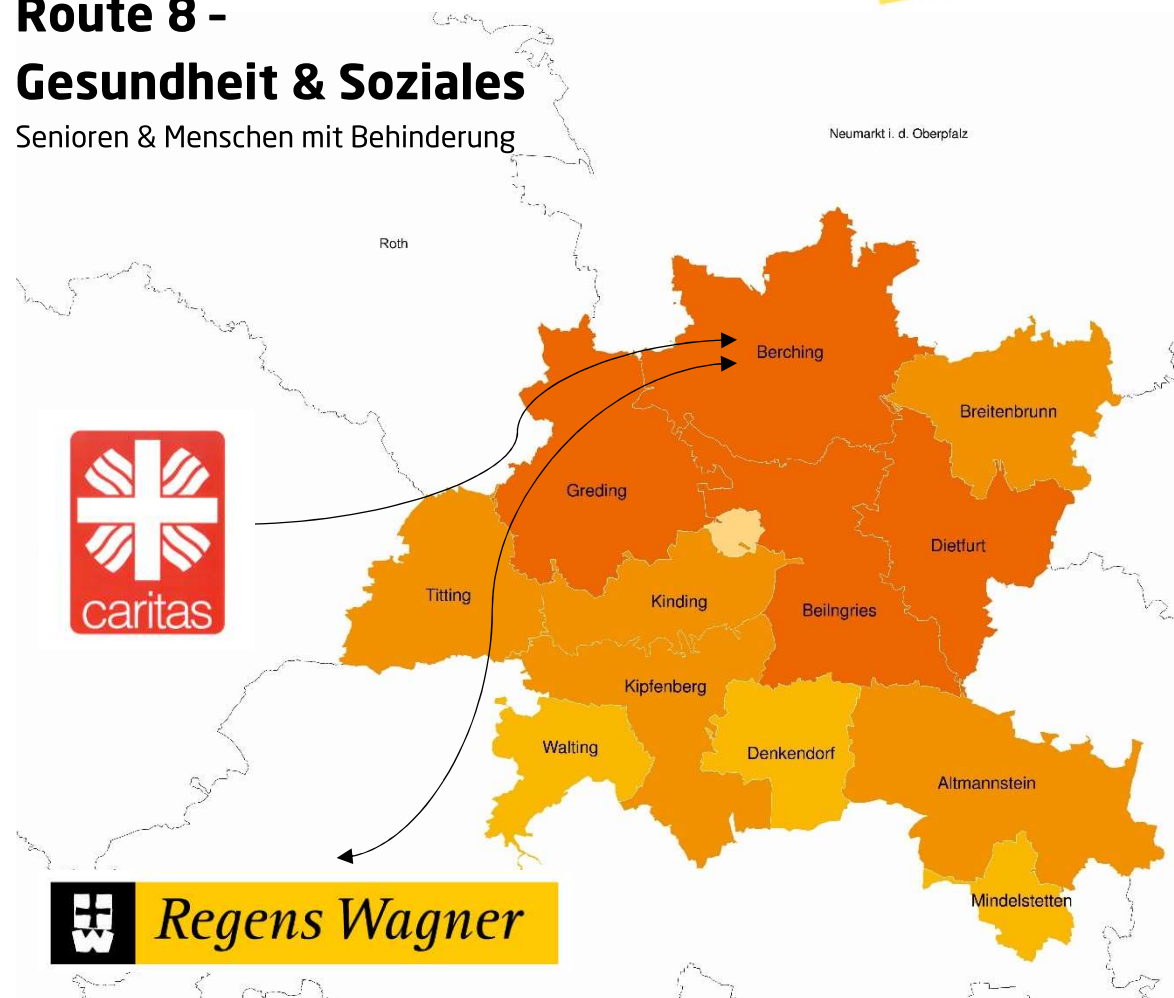 Route 8 -
Gesundheit & Soziales
Senioren & Menschen mit Behinderung
Neumarkt i. d. Oberpfalz
Roth
Berching
Breitenbrunn
Greding
Dietfurt
Titting
Kinding
Beilngries
caritas
Kipfenberg
Walting
Denkendorf
Altmannstein
Mindelstetten
Regens Wagner